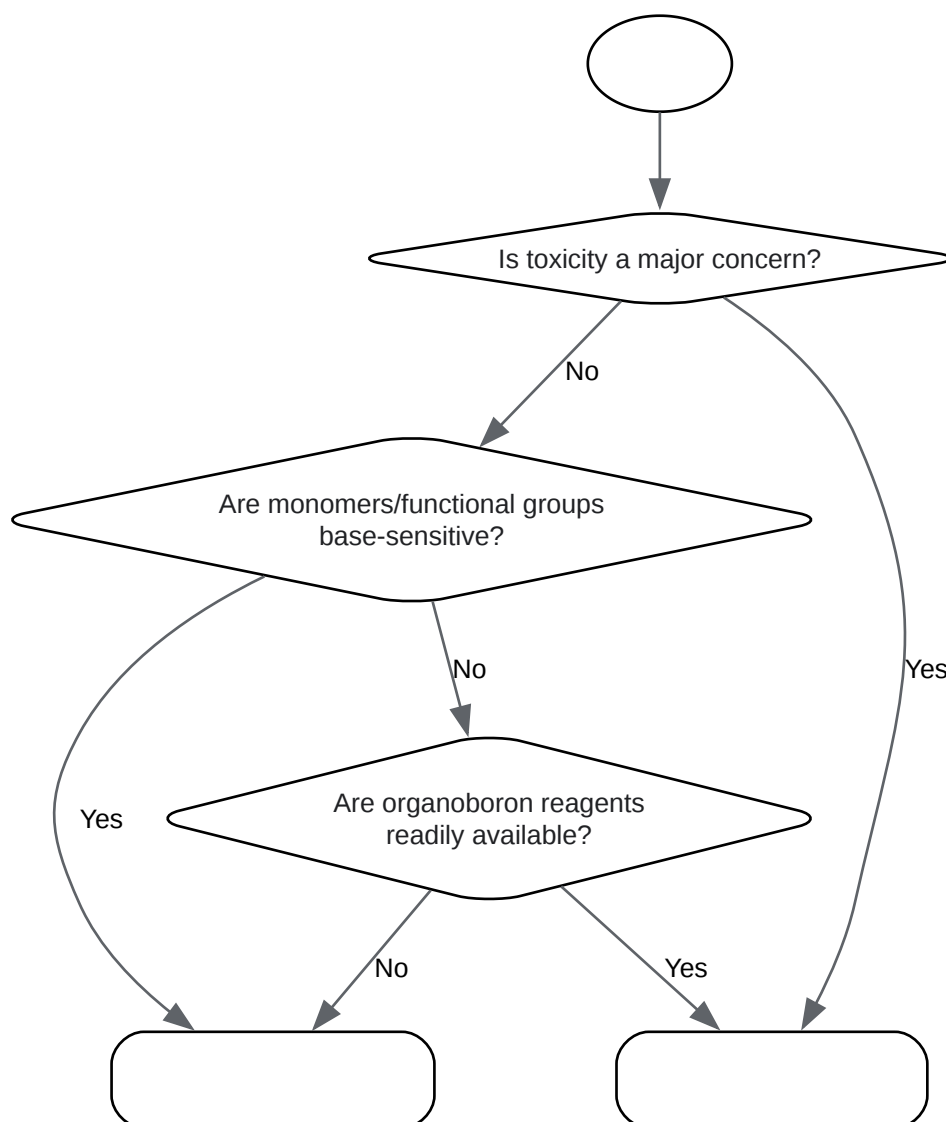 Is toxicity a major concern?
No
Are monomers/functional groups
base-sensitive?
No
Yes
Are organoboron reagents
readily available?
Yes
No
Yes